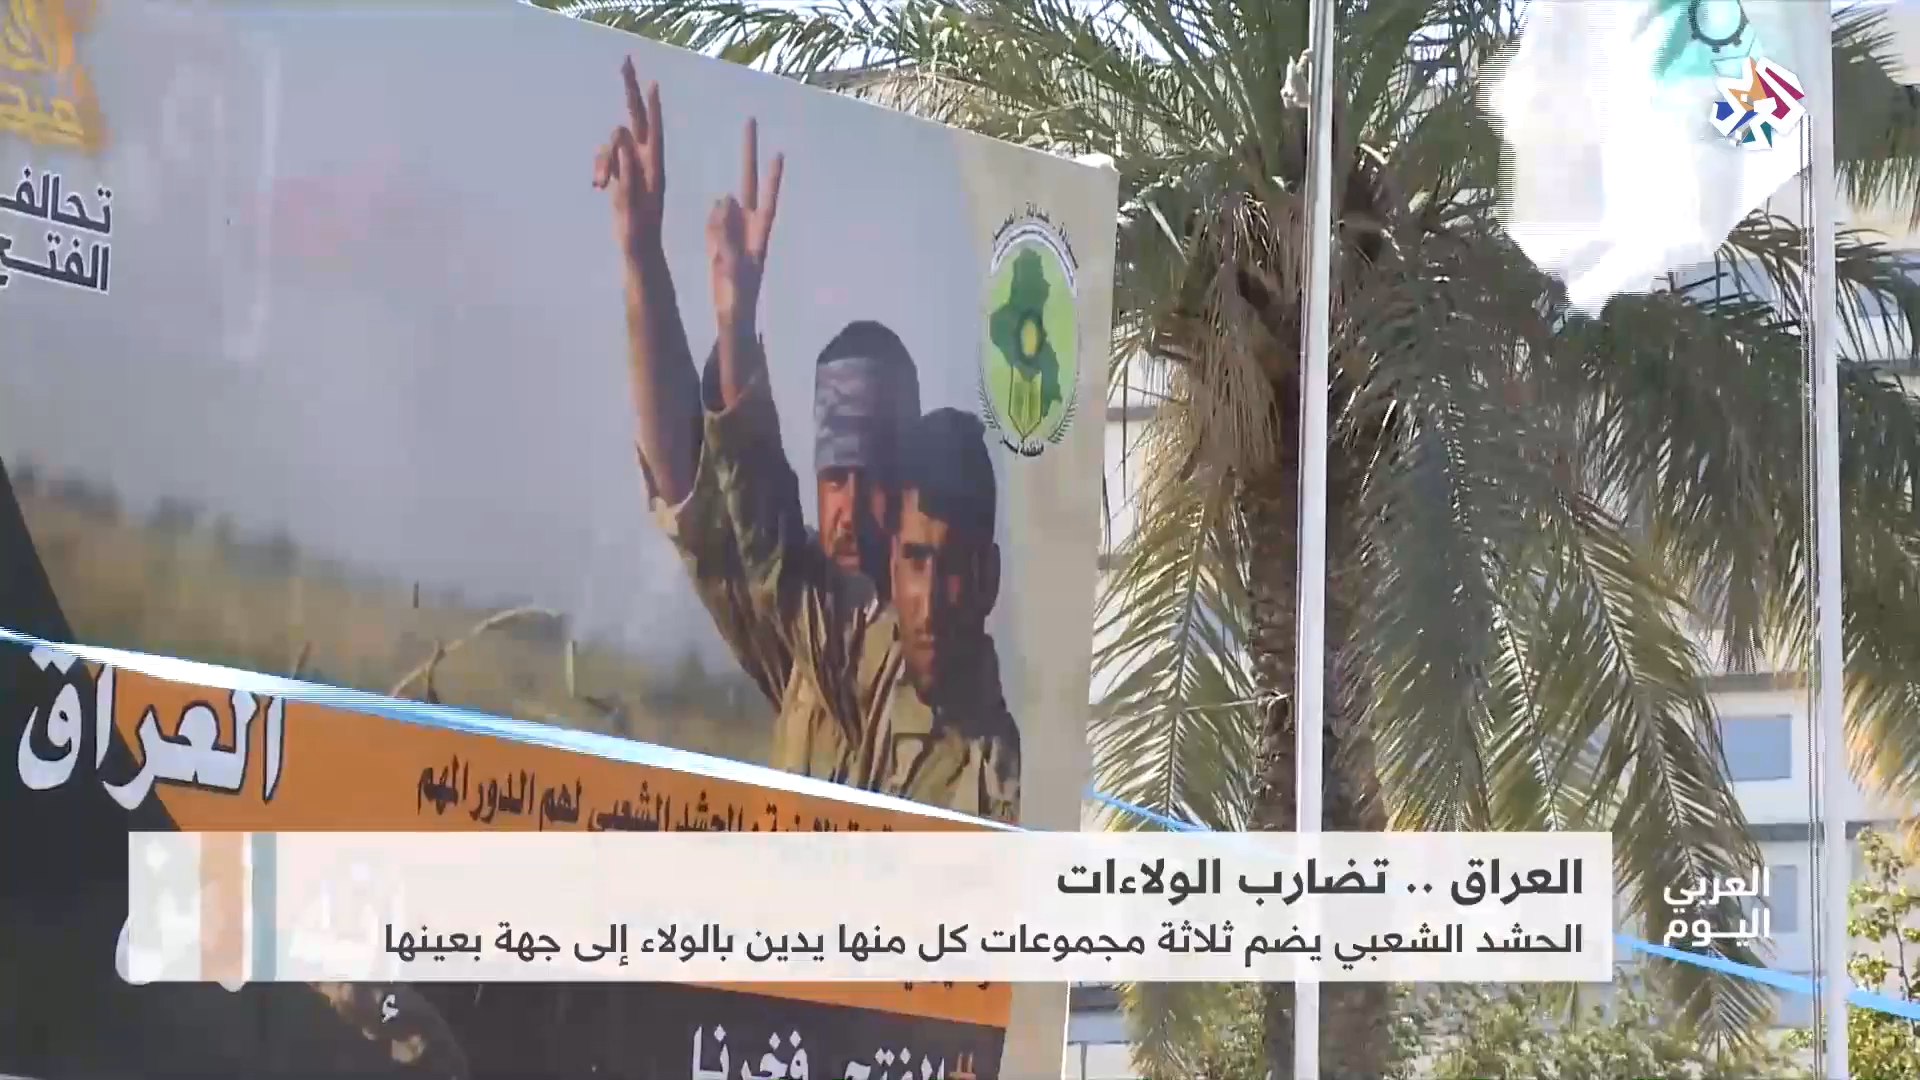 تحالف
الفتح
العراق
الحشد الشعبي لهم الدور المهم
العراق .. تضارب الولاءات
الحشد الشعبي يضم ثلاثة مجموعات كل منها يدين بالولاء إلى جهة بعينها
العربي
اليوم
#الفتح_فخرنا